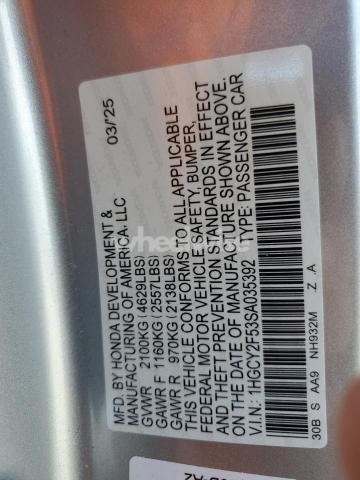 MFD. BY HONDA DEVELOPMENT & 03/'25
MANUFACTURING OF AMERICA, LLC
GVWR 2100KG(4629LBS)
GAWR F 1160KG(2557LBS)
GAWR R 970KG(2138LBS)
THIS VEHICLE CONFORMS TO ALL APPLICABLE
FEDERAL MOTOR VEHICLE SAFETY, BUMPER,
AND THEFT PREVENTION STANDARDS IN EFFECT
ON THE DATE OF MANUFACTURE SHOWN ABOVE.
V.I.N.: 1HGCY2F53SA035392 TYPE: PASSENGER CAR
30B S AA9 NH932M Z A